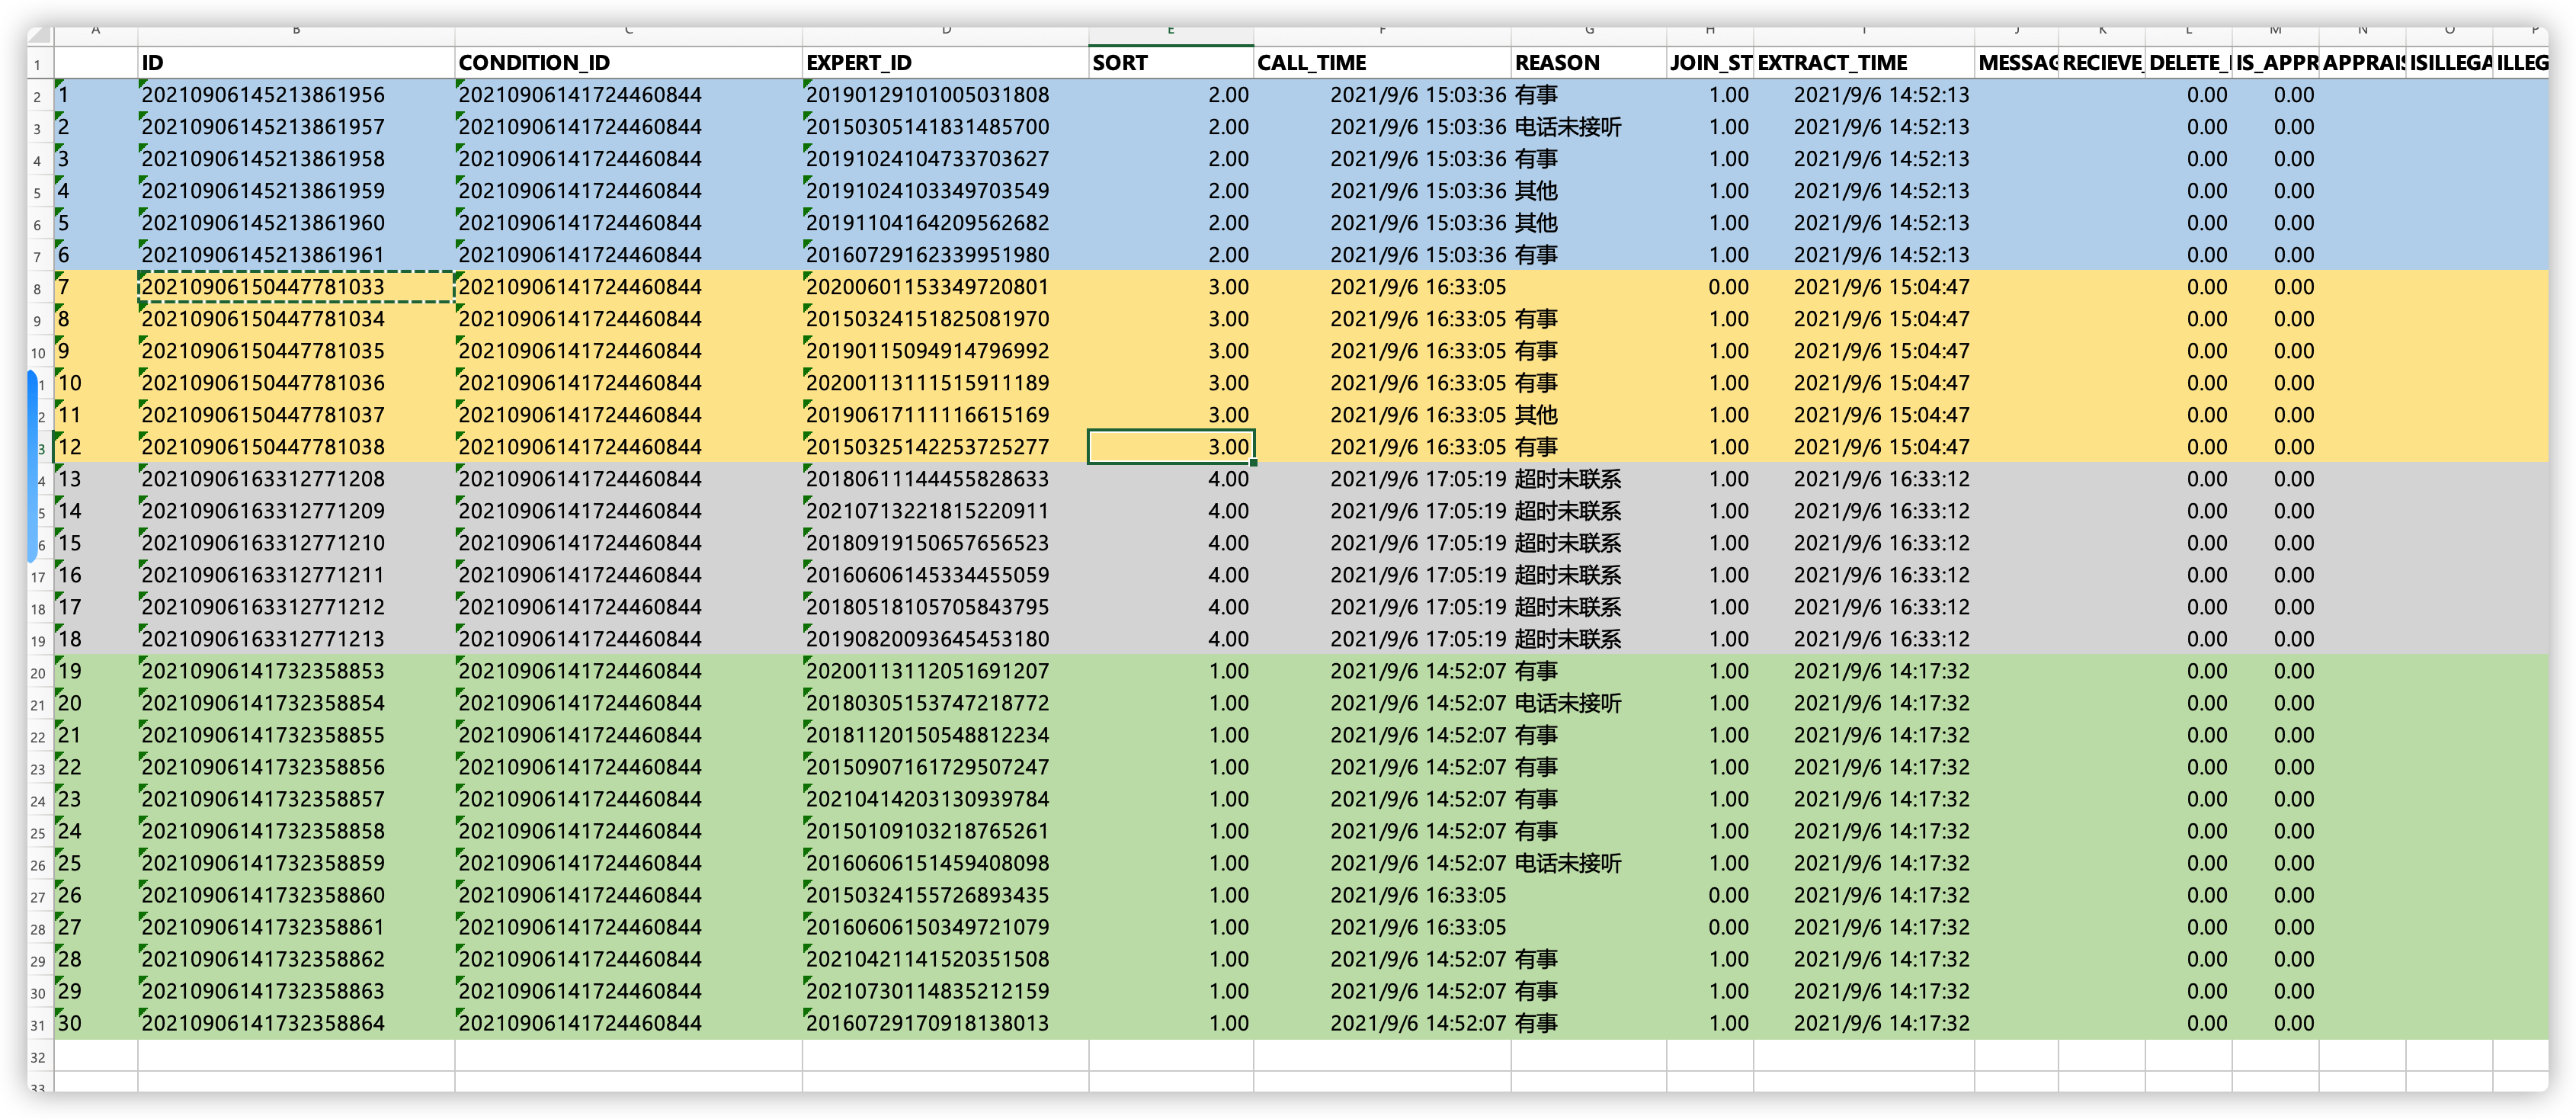 A B C D E F G H I J K L M N O P
1 ID CONDITION_ID EXPERT_ID SORT CALL_TIME REASON JOIN_ST EXTRACT_TIME MESSAG RECIEVE_ DELETE_ IS_APPR APPRAI ISILLEGA ILLEG
2 1 20210906145213861956 20210906141724460844 20190129101005031808 2.00 2021/9/6 15:03:36 有事 1.00 2021/9/6 14:52:13 0.00 0.00
3 2 20210906145213861957 20210906141724460844 20150305141831485700 2.00 2021/9/6 15:03:36 电话未接听 1.00 2021/9/6 14:52:13 0.00 0.00
4 3 20210906145213861958 20210906141724460844 20191024104733703627 2.00 2021/9/6 15:03:36 有事 1.00 2021/9/6 14:52:13 0.00 0.00
5 4 20210906145213861959 20210906141724460844 20191024103349703549 2.00 2021/9/6 15:03:36 其他 1.00 2021/9/6 14:52:13 0.00 0.00
6 5 20210906145213861960 20210906141724460844 20191104164209562682 2.00 2021/9/6 15:03:36 其他 1.00 2021/9/6 14:52:13 0.00 0.00
7 6 20210906145213861961 20210906141724460844 20160729162339951980 2.00 2021/9/6 15:03:36 有事 1.00 2021/9/6 14:52:13 0.00 0.00
8 7 20210906150447781033 20210906141724460844 20200601153349720801 3.00 2021/9/6 16:33:05 0.00 2021/9/6 15:04:47 0.00 0.00
9 8 20210906150447781034 20210906141724460844 20150324151825081970 3.00 2021/9/6 16:33:05 有事 1.00 2021/9/6 15:04:47 0.00 0.00
10 9 20210906150447781035 20210906141724460844 20190115094914796992 3.00 2021/9/6 16:33:05 有事 1.00 2021/9/6 15:04:47 0.00 0.00
1 10 20210906150447781036 20210906141724460844 20200113111515911189 3.00 2021/9/6 16:33:05 有事 1.00 2021/9/6 15:04:47 0.00 0.00
2 11 20210906150447781037 20210906141724460844 20190617111116615169 3.00 2021/9/6 16:33:05 其他 1.00 2021/9/6 15:04:47 0.00 0.00
3 12 20210906150447781038 20210906141724460844 20150325142253725277 3.00 2021/9/6 16:33:05 有事 1.00 2021/9/6 15:04:47 0.00 0.00
4 13 20210906163312771208 20210906141724460844 20180611144455828633 4.00 2021/9/6 17:05:19 超时未联系 1.00 2021/9/6 16:33:12 0.00 0.00
5 14 20210906163312771209 20210906141724460844 20210713221815220911 4.00 2021/9/6 17:05:19 超时未联系 1.00 2021/9/6 16:33:12 0.00 0.00
6 15 20210906163312771210 20210906141724460844 20180919150657656523 4.00 2021/9/6 17:05:19 超时未联系 1.00 2021/9/6 16:33:12 0.00 0.00
17 16 20210906163312771211 20210906141724460844 20160606145334455059 4.00 2021/9/6 17:05:19 超时未联系 1.00 2021/9/6 16:33:12 0.00 0.00
18 17 20210906163312771212 20210906141724460844 20180518105705843795 4.00 2021/9/6 17:05:19 超时未联系 1.00 2021/9/6 16:33:12 0.00 0.00
19 18 20210906163312771213 20210906141724460844 20190820093645453180 4.00 2021/9/6 17:05:19 超时未联系 1.00 2021/9/6 16:33:12 0.00 0.00
20 19 20210906141732358853 20210906141724460844 20200113112051691207 1.00 2021/9/6 14:52:07 有事 1.00 2021/9/6 14:17:32 0.00 0.00
21 20 20210906141732358854 20210906141724460844 20180305153747218772 1.00 2021/9/6 14:52:07 电话未接听 1.00 2021/9/6 14:17:32 0.00 0.00
22 21 20210906141732358855 20210906141724460844 20181120150548812234 1.00 2021/9/6 14:52:07 有事 1.00 2021/9/6 14:17:32 0.00 0.00
23 22 20210906141732358856 20210906141724460844 20150907161729507247 1.00 2021/9/6 14:52:07 有事 1.00 2021/9/6 14:17:32 0.00 0.00
24 23 20210906141732358857 20210906141724460844 20210414203130939784 1.00 2021/9/6 14:52:07 有事 1.00 2021/9/6 14:17:32 0.00 0.00
25 24 20210906141732358858 20210906141724460844 20150109103218765261 1.00 2021/9/6 14:52:07 有事 1.00 2021/9/6 14:17:32 0.00 0.00
26 25 20210906141732358859 20210906141724460844 20160606151459408098 1.00 2021/9/6 14:52:07 电话未接听 1.00 2021/9/6 14:17:32 0.00 0.00
27 26 20210906141732358860 20210906141724460844 20150324155726893435 1.00 2021/9/6 16:33:05 0.00 2021/9/6 14:17:32 0.00 0.00
28 27 20210906141732358861 20210906141724460844 20160606150349721079 1.00 2021/9/6 16:33:05 0.00 2021/9/6 14:17:32 0.00 0.00
29 28 20210906141732358862 20210906141724460844 20210421141520351508 1.00 2021/9/6 14:52:07 有事 1.00 2021/9/6 14:17:32 0.00 0.00
30 29 20210906141732358863 20210906141724460844 20210730114835212159 1.00 2021/9/6 14:52:07 有事 1.00 2021/9/6 14:17:32 0.00 0.00
31 30 20210906141732358864 20210906141724460844 20160729170918138013 1.00 2021/9/6 14:52:07 有事 1.00 2021/9/6 14:17:32 0.00 0.00
32
33